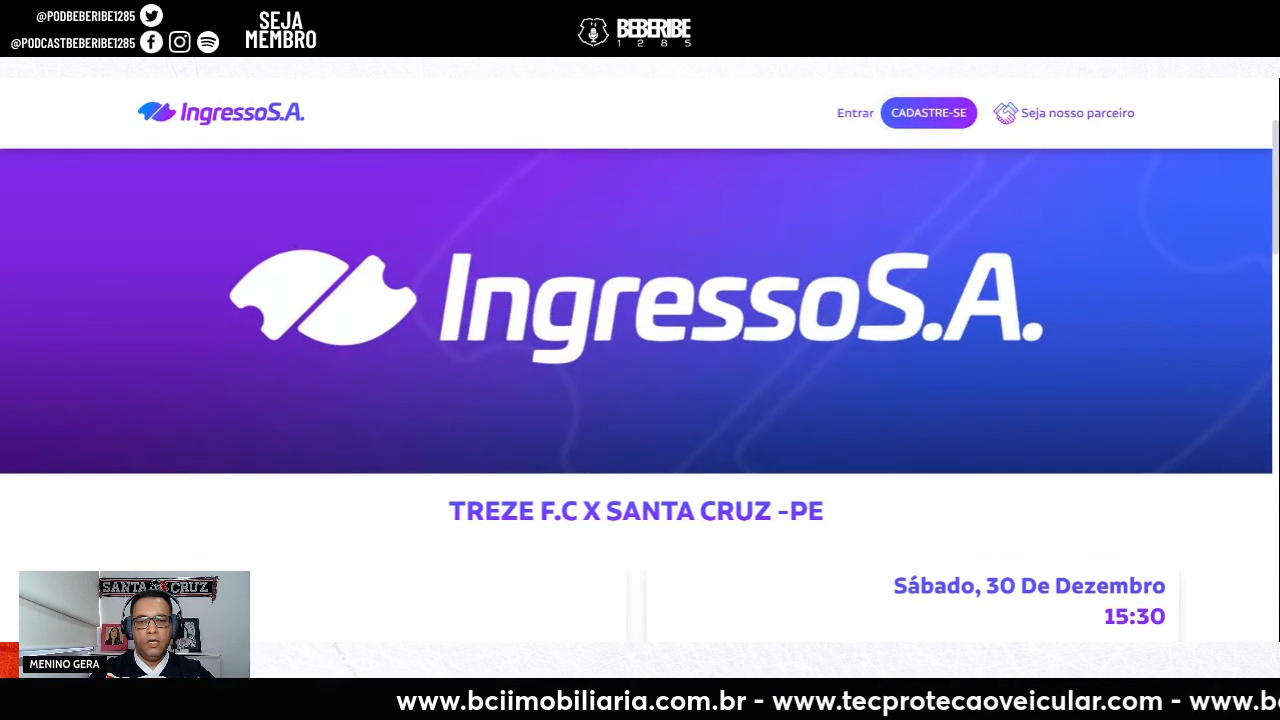 @PODBEBERIBE1285
@PODCASTBEBERIBE1285
SEJA
MEMBRO
BEBERIBE
1 2 8 5
IngressoS.A.
Entrar
CADASTRE-SE
Seja nosso parceiro
IngressoS.A.
TREZE F.C X SANTA CRUZ -PE
Sábado, 30 De Dezembro
15:30
SANTA CRUZ
MENINO GERA
www.bciimobiliaria.com.br - www.tecprotecaoveicular.com - www.b